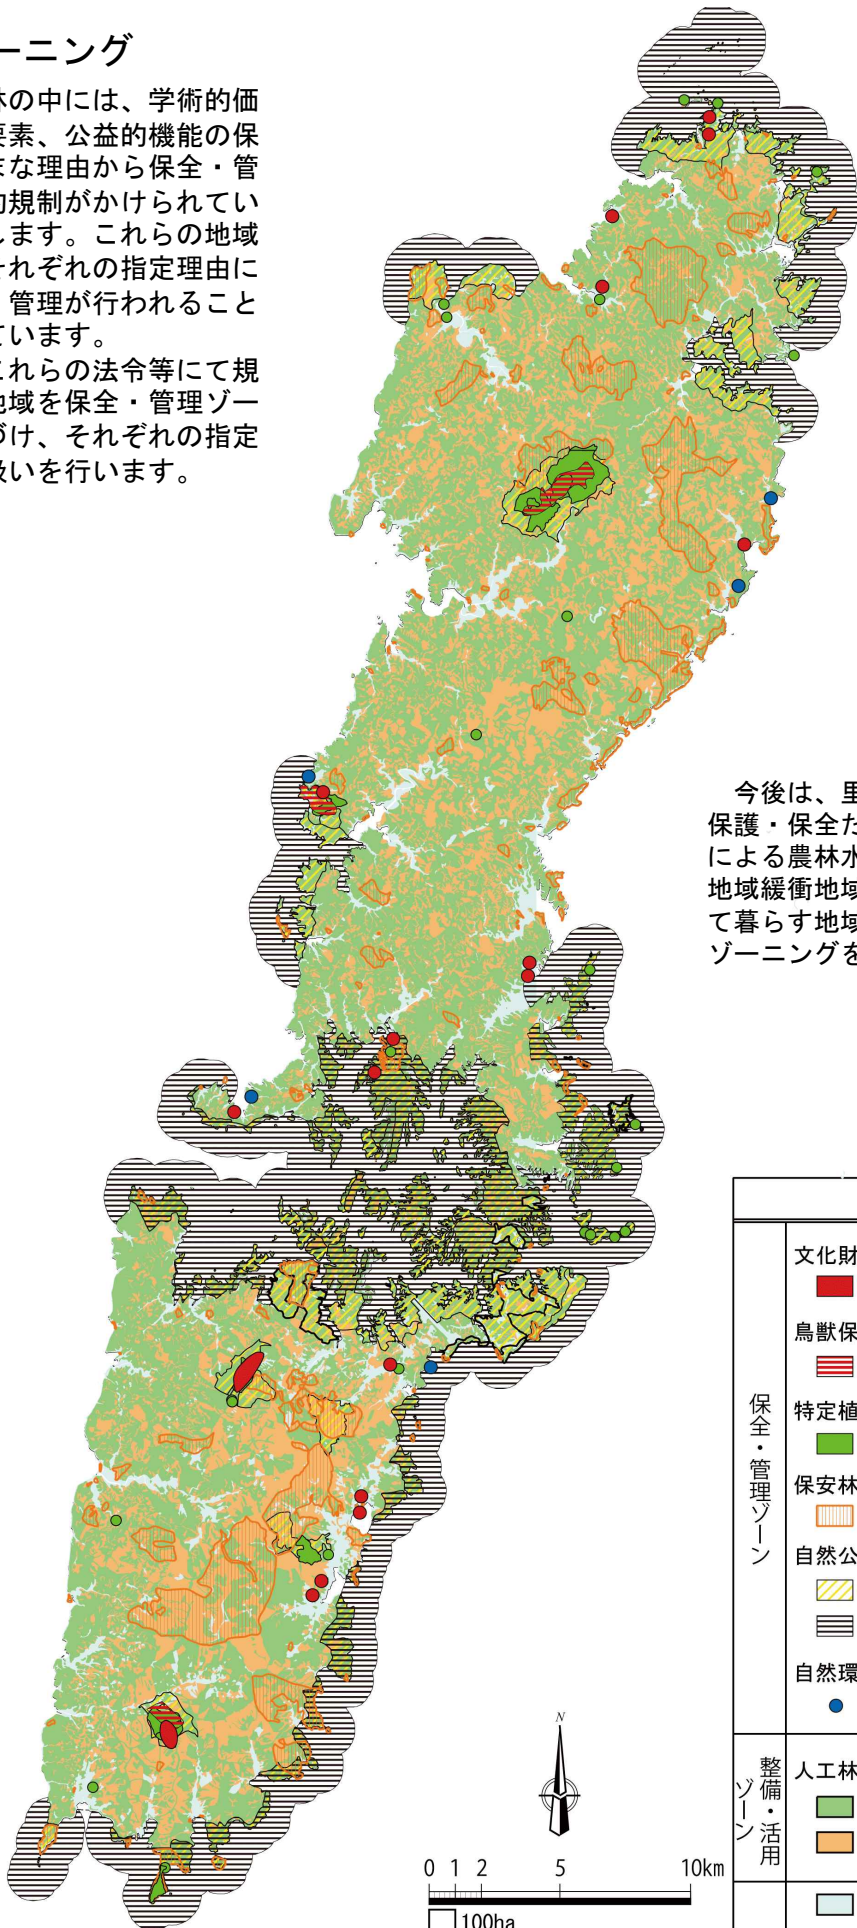 ーニング
林の中には、学術的価
要素、公益的機能の保
まな理由から保全・管
的規制がかけられてい
します。これらの地域
それぞれの指定理由に
管理が行われること
ています。
これらの法令等にて規
地域を保全・管理ゾー
づけ、それぞれの指定
扱いを行います。
今後は、里
保護・保全た
による農林水
地域緩衝地域
て暮らす地域
ゾーニングを
保全・管理ゾーン
文化財
鳥獣保
特定植
保安林
自然公
自然環
整備・活用
ゾーン
人工林
N
0 1 2 5 10km
100ha